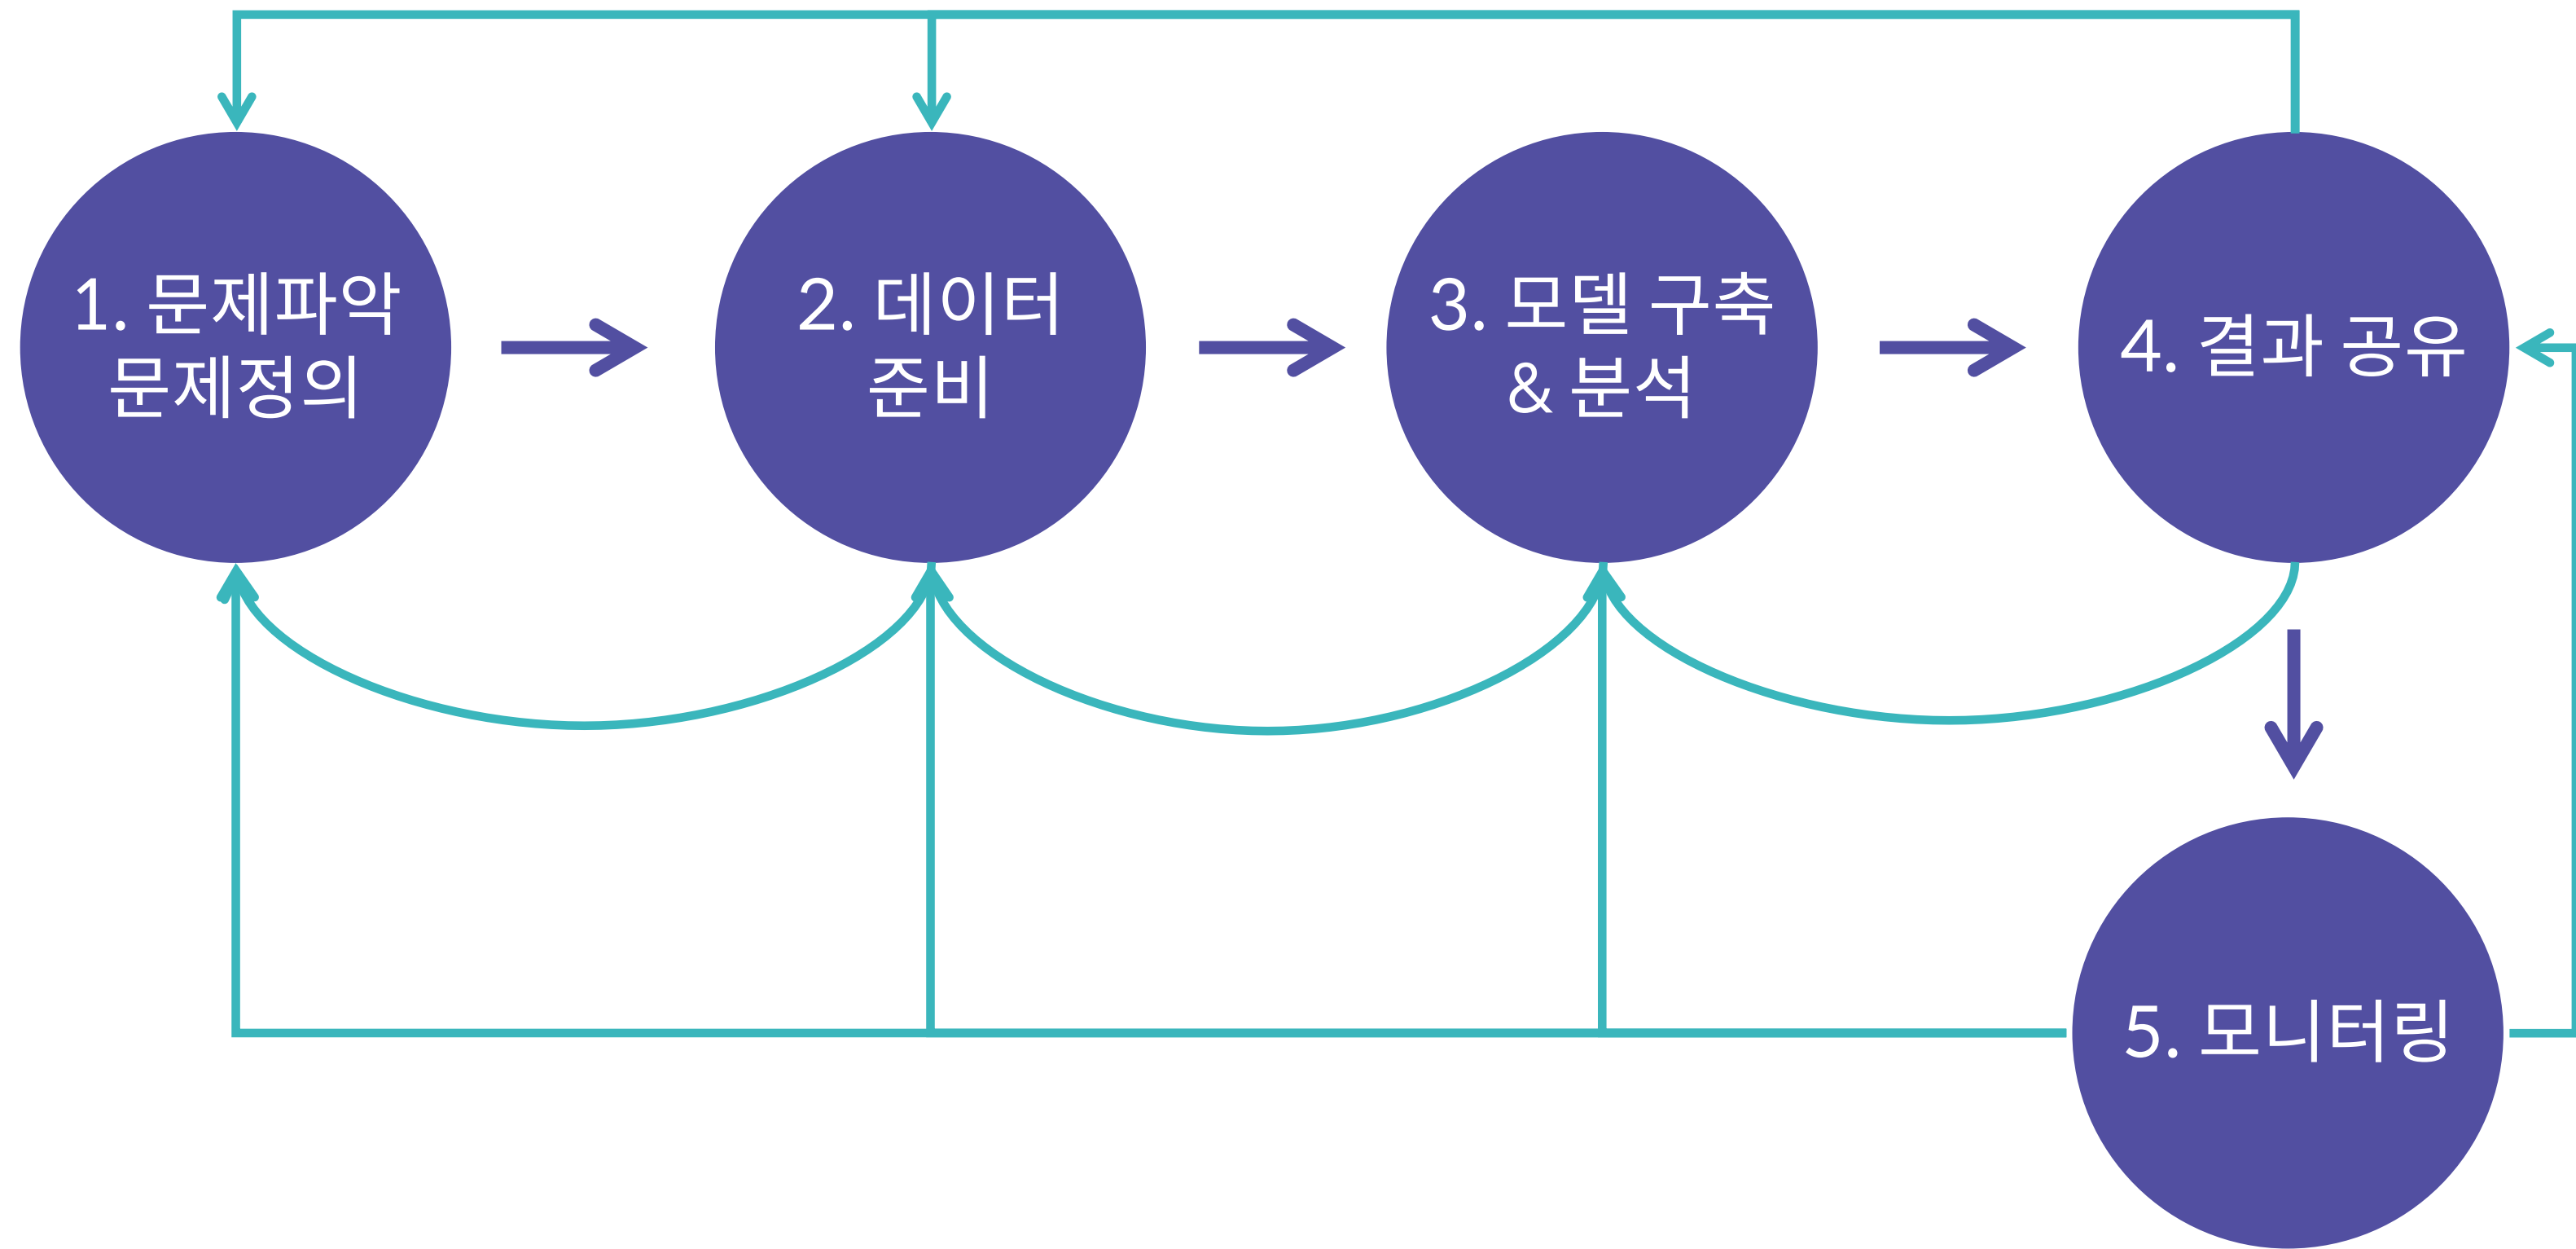 1. 문제파악
문제정의
2. 데이터
준비
3. 모델 구축
& 분석
4. 결과 공유
5. 모니터링